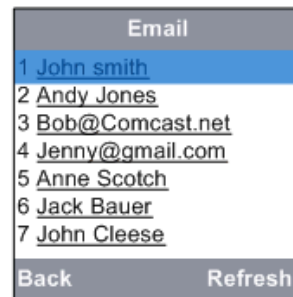 Email
1 John smith
2 Andy Jones
3 Bob@Comcast.net
4 Jenny@gmail.com
5 Anne Scotch
6 Jack Bauer
7 John Cleese
Back Refresh